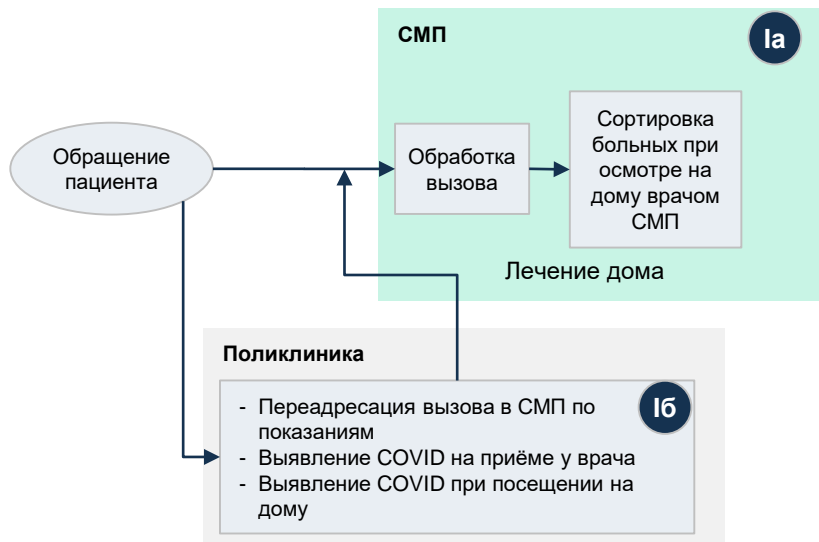 СМП
Iа
Обращение
пациента
Обработка
вызова
Сортировка
больных при
осмотре на
дому врачом
СМП
Лечение дома
Поликлиника
Iб
- Переадресация вызова в СМП по
показаниям
- Выявление COVID на приёме у врача
- Выявление COVID при посещении на
дому